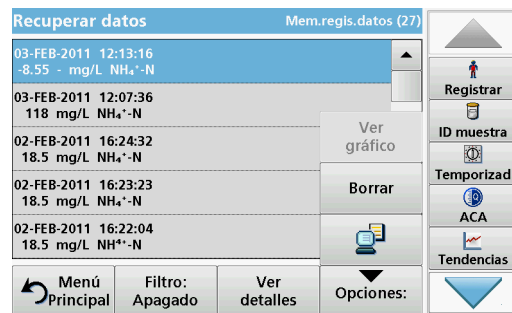 Recuperar datos Mem.regis.datos (27)
03-FEB-2011 12:13:16
-8.55 - mg/L NH₄⁺-N
03-FEB-2011 12:07:36
118 mg/L NH₄⁺-N
02-FEB-2011 16:24:32
18.5 mg/L NH₄⁺-N
02-FEB-2011 16:23:23
18.5 mg/L NH₄⁺-N
02-FEB-2011 16:22:04
18.5 mg/L NH⁴⁺-N
Ver
gráfico
Borrar
Menú
Principal
Filtro:
Apagado
Ver
detalles
Opciones:
Registrar
ID muestra
Temporizad
ACA
Tendencias